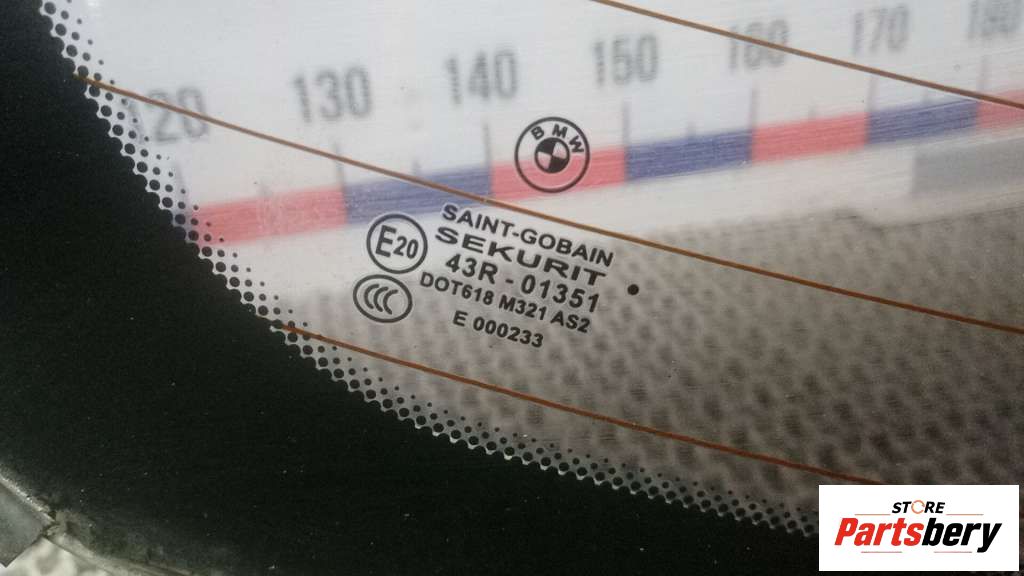 120 130 140 150 160 170 180
BMW
SAINT-GOBAIN
SEKURIT
E20
43R - 01351
DOT618 M321 AS2
CCC
E 000233
STORE
Partsbery